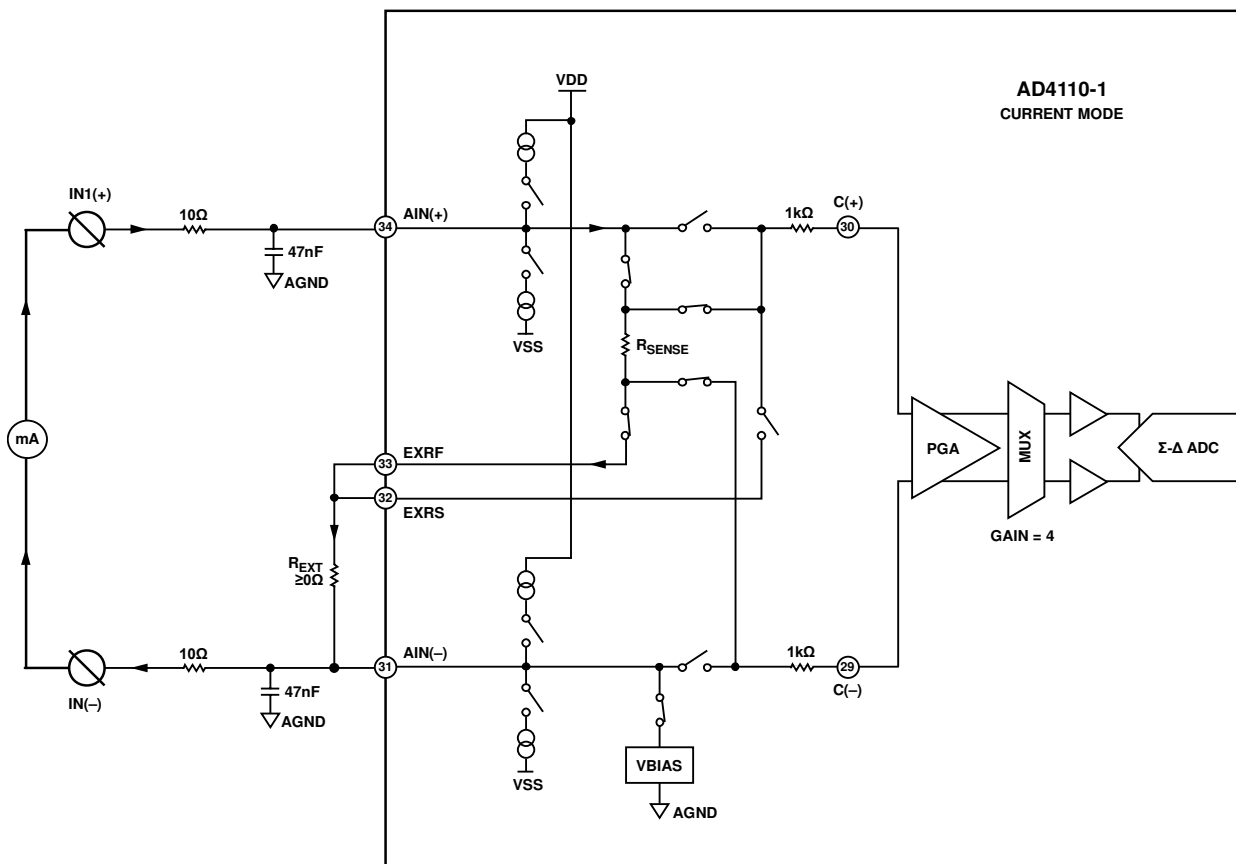 VDD
AD4110-1
CURRENT MODE
IN1(+)
10Ω
47nF
AGND
34
AIN(+)
VSS
1kΩ
C(+)
30
RSENSE
mA
EXRF
33
32
EXRS
REXT
≥0Ω
PGA
MUX
Σ-Δ ADC
GAIN = 4
10Ω
47nF
AGND
IN(–)
31
AIN(–)
VSS
VBIAS
AGND
1kΩ
29
C(–)